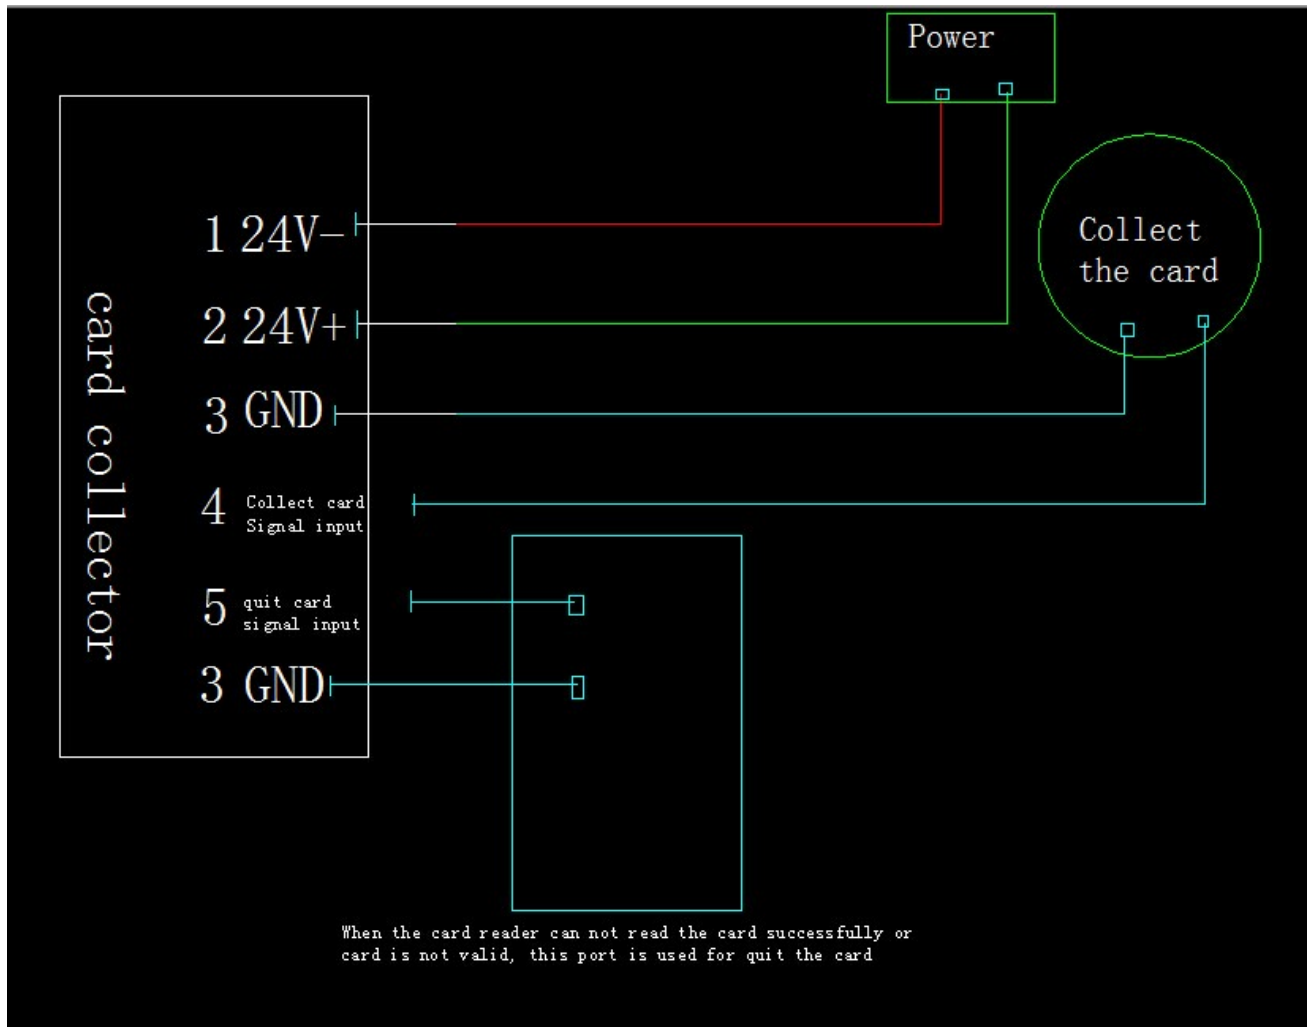 Power
Collect
the card
card collector
1 24V-
2 24V+
3 GND
4 Collect card
Signal input
5 quit card
signal input
3 GND
When the card reader can not read the card successfully or
card is not valid, this port is used for quit the card